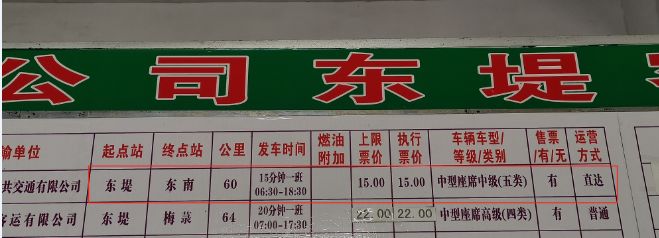 公司东堤
输单位 起点站 终点站 公里 发车时间 燃油附加 上限票价 执行票价 车辆车型/等级/类别 售票/有/无 运营方式
共交通有限公司 东堤 东南 60 15分钟一班 06:30-18:30 15.00 15.00 中型座席中级(五类) 有 直达
客运有限公司 东堤 梅菉 64 20分钟一班 07:00-17:30 22.00 22.00 中型座席高级(四类) 有 普通